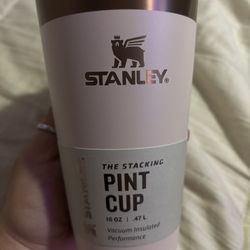 STANLEY®
THE STACKING
PINT
CUP
16 OZ | .47 L
Vacuum Insulated
Performance